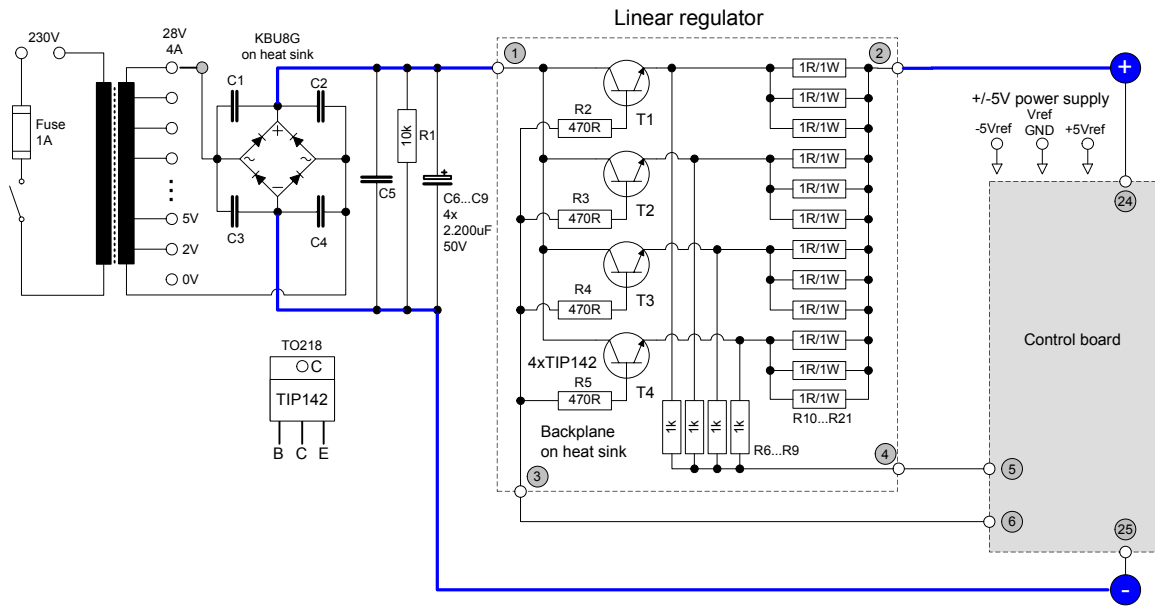 Linear regulator
230V
28V
4A
KBU8G
on heat sink
1
2
+
C1
C2
1R/1W
1R/1W
1R/1W
R2
470R
T1
+/-5V power supply
-5Vref
Vref
GND
+5Vref
Fuse
1A
+
~
~
−
10k
R1
+
C5
C6...C9
4x
2.200uF
50V
1R/1W
1R/1W
1R/1W
R3
470R
T2
24
5V
2V
0V
C3
C4
1R/1W
1R/1W
1R/1W
R4
470R
T3
Control board
TO218
C
TIP142
B C E
4xTIP142
1R/1W
1R/1W
1R/1W
R5
470R
T4
R10...R21
1k
1k
1k
1k
R6...R9
Backplane
on heat sink
3
4
5
6
25
-